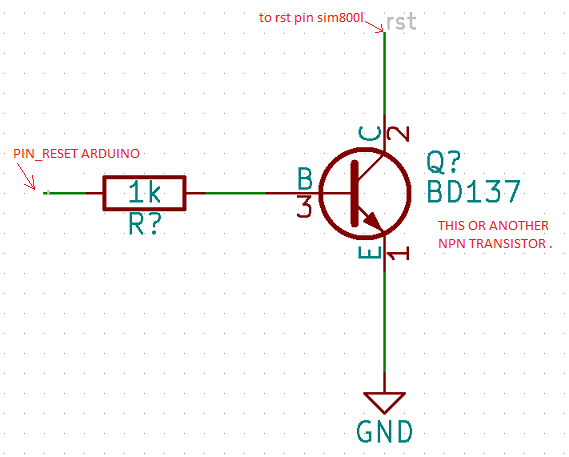 to rst pin sim800l
rst
PIN_RESET ARDUINO
1k
R?
B
3
C
2
E
1
Q?
BD137
THIS OR ANOTHER
NPN TRANSISTOR .
GND